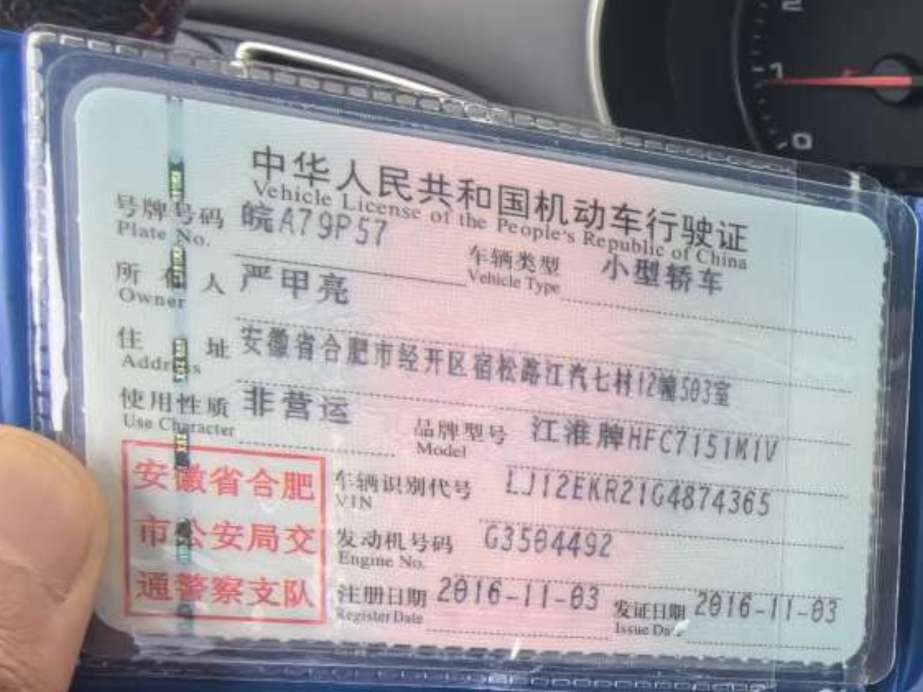 中华人民共和国机动车行驶证
Vehicle License of the People's Republic of China
号牌号码 皖A79P57 车辆类型 小型轿车
Plate No. Vehicle Type
所有人 严甲亮
Owner
住址 安徽省合肥市经开区宿松路江汽七村12幢503室
Address
使用性质 非营运 品牌型号 江淮牌HFC7151M1V
Use Character Model
安徽省合肥 车辆识别代号 LJ12EKR21G4874365
VIN
市公安局交 发动机号码 G3504492
Engine No.
通警察支队 注册日期 2016-11-03 发证日期 2016-11-03
Register Date Issue Date
2
1
0